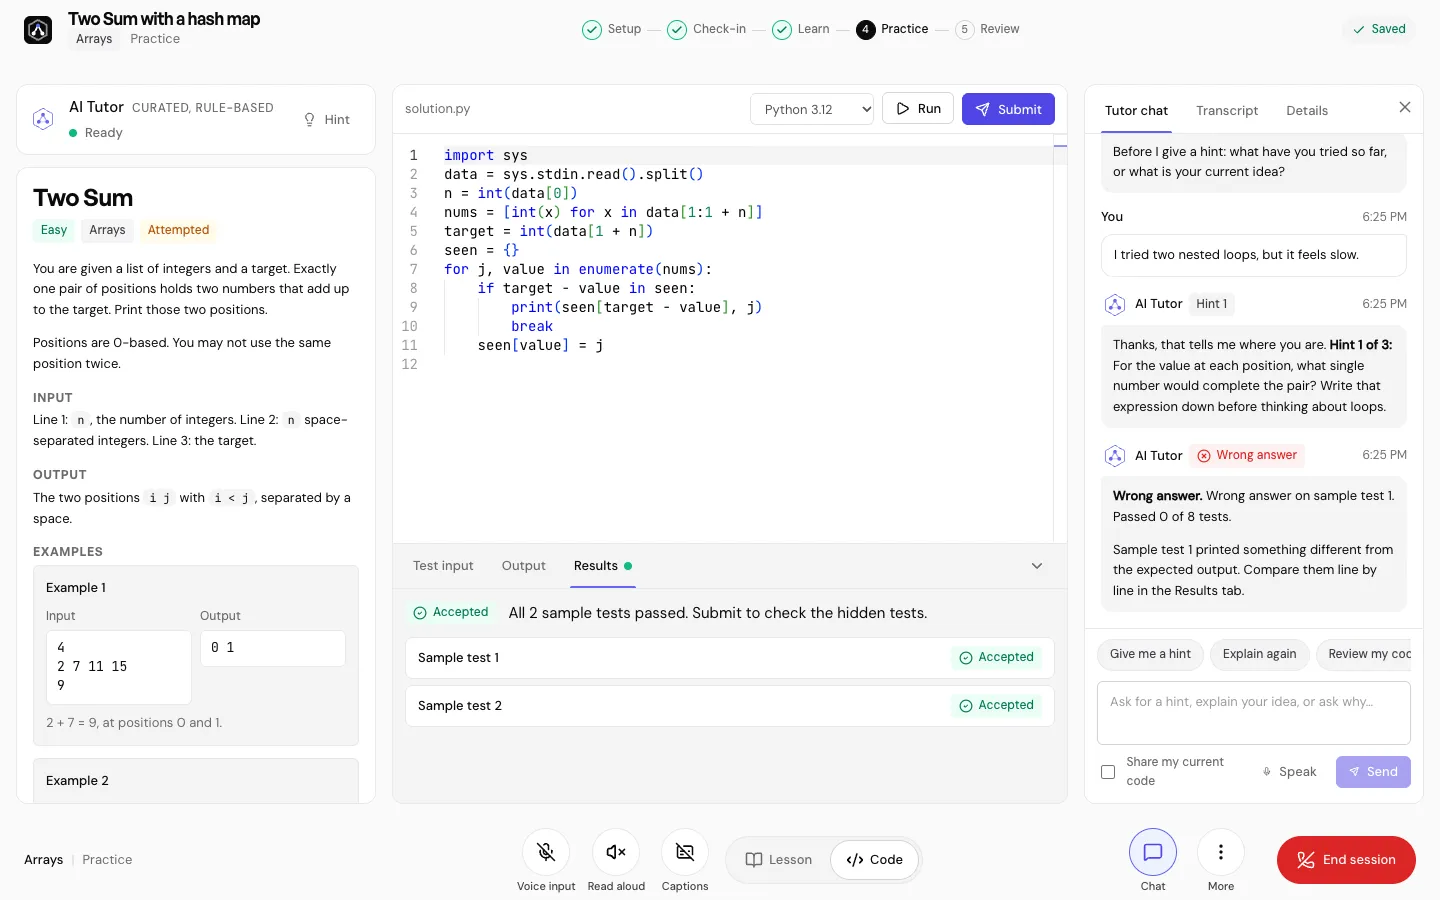 Two Sum with a hash map
Arrays Practice
Setup Check-in Learn 4 Practice 5 Review
Saved
AI Tutor CURATED, RULE-BASED
Ready
Hint
Two Sum
Easy Arrays Attempted
You are given a list of integers and a target. Exactly
one pair of positions holds two numbers that add up
to the target. Print those two positions.
Positions are 0-based. You may not use the same
position twice.
INPUT
Line 1: n, the number of integers. Line 2: n space-
separated integers. Line 3: the target.
OUTPUT
The two positions i j with i < j, separated by a
space.
EXAMPLES
Example 1
Input Output
4
2 7 11 15
9
0 1
2 + 7 = 9, at positions 0 and 1.
Example 2
solution.py
Python 3.12 Run Submit
1 import sys
2 data = sys.stdin.read().split()
3 n = int(data[0])
4 nums = [int(x) for x in data[1:1 + n]]
5 target = int(data[1 + n])
6 seen = {}
7 for j, value in enumerate(nums):
8     if target - value in seen:
9         print(seen[target - value], j)
10         break
11     seen[value] = j
12
Test input Output Results
Accepted All 2 sample tests passed. Submit to check the hidden tests.
Sample test 1 Accepted
Sample test 2 Accepted
Tutor chat Transcript Details
Before I give a hint: what have you tried so far,
or what is your current idea?
You 6:25 PM
I tried two nested loops, but it feels slow.
AI Tutor Hint 1 6:25 PM
Thanks, that tells me where you are. Hint 1 of 3:
For the value at each position, what single
number would complete the pair? Write that
expression down before thinking about loops.
AI Tutor Wrong answer 6:25 PM
Wrong answer. Wrong answer on sample test 1.
Passed 0 of 8 tests.
Sample test 1 printed something different from
the expected output. Compare them line by
line in the Results tab.
Give me a hint Explain again Review my coc
Ask for a hint, explain your idea, or ask why…
Share my current
code
Speak Send
Arrays Practice
Voice input Read aloud Captions
Lesson Code
Chat More
End session